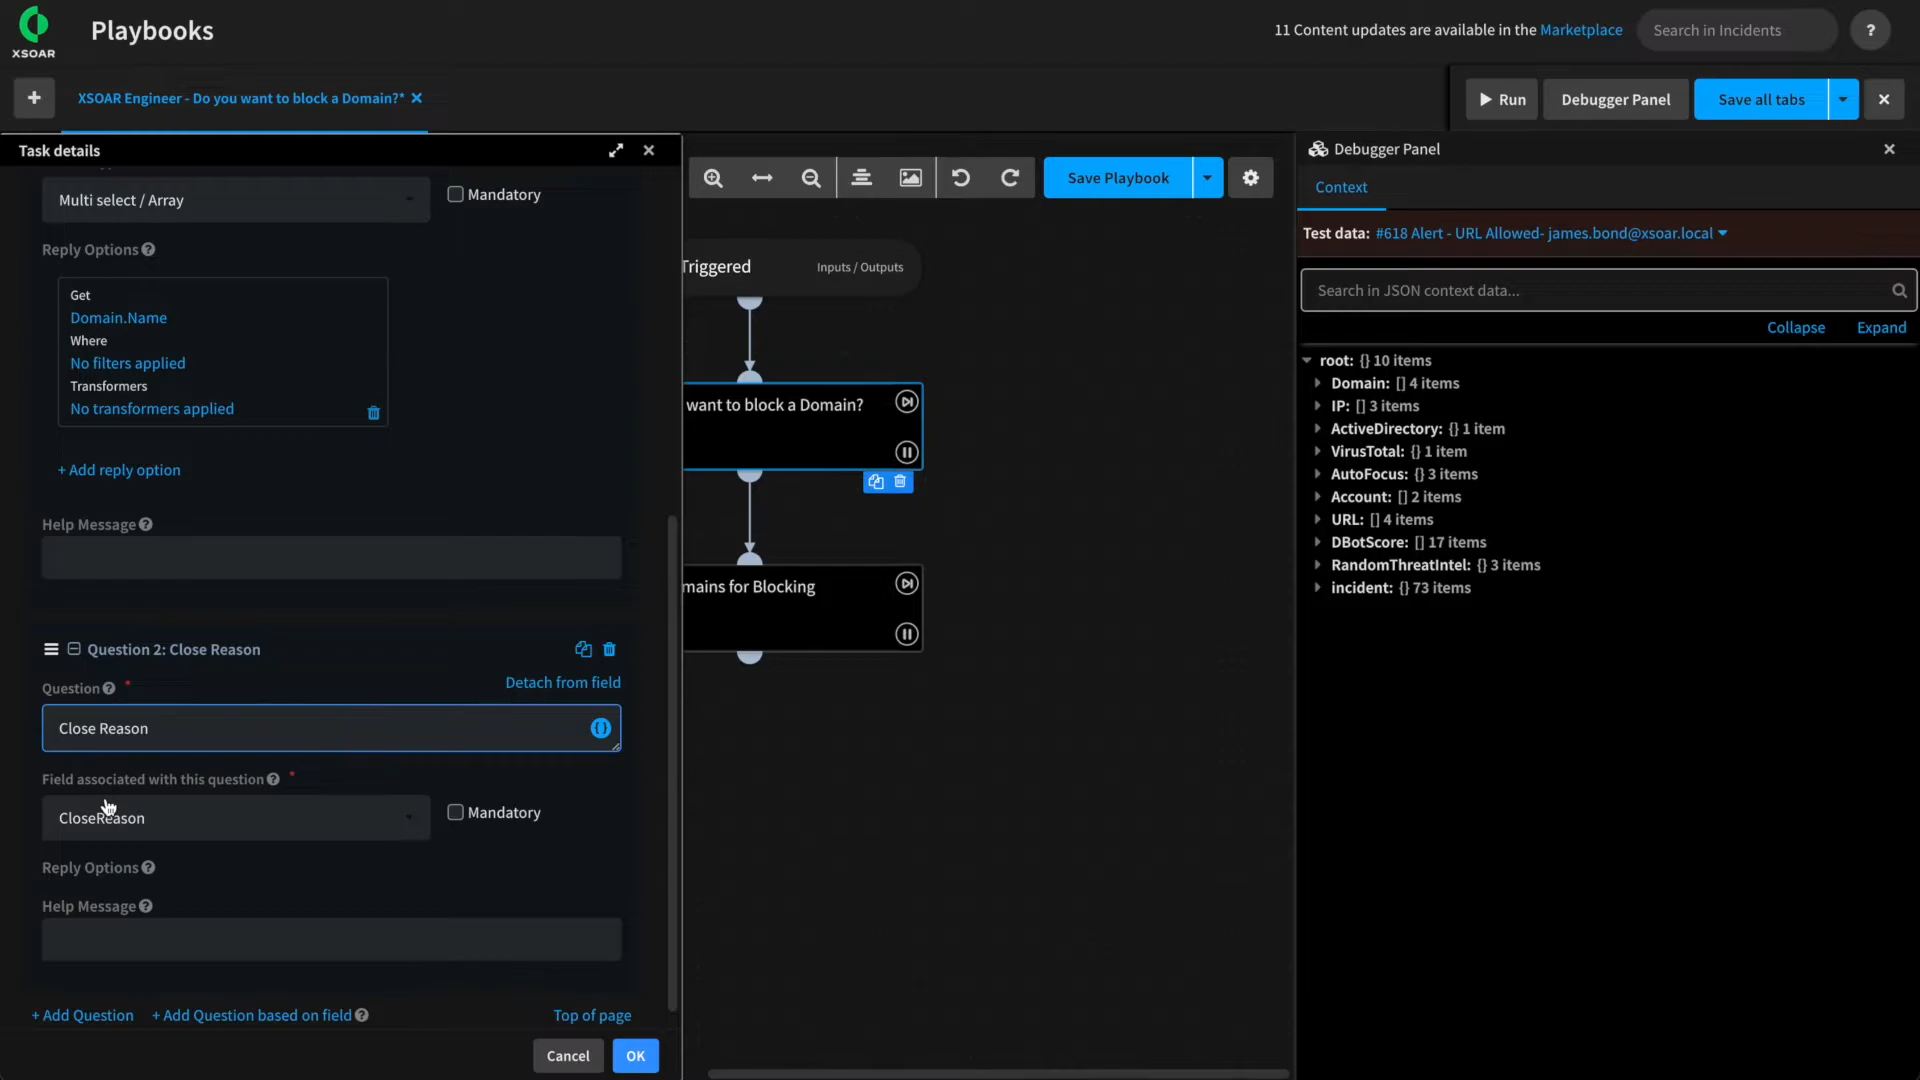 XSOAR
Playbooks
11 Content updates are available in the Marketplace
Search in Incidents
?
+
XSOAR Engineer - Do you want to block a Domain?*
Run
Debugger Panel
Save all tabs
Task details
Multi select / Array
Mandatory
Reply Options
Get
Domain.Name
Where
No filters applied
Transformers
No transformers applied
+ Add reply option
Help Message
Question 2: Close Reason
Question *
Detach from field
Close Reason
Field associated with this question *
CloseReason
Mandatory
Reply Options
Help Message
+ Add Question
+ Add Question based on field
Top of page
Cancel
OK
Save Playbook
Triggered
Inputs / Outputs
want to block a Domain?
mains for Blocking
Debugger Panel
Context
Test data: #618 Alert - URL Allowed- james.bond@xsoar.local
Search in JSON context data...
Collapse
Expand
root: {} 10 items
Domain: [] 4 items
IP: [] 3 items
ActiveDirectory: {} 1 item
VirusTotal: {} 1 item
AutoFocus: {} 3 items
Account: [] 2 items
URL: [] 4 items
DBotScore: [] 17 items
RandomThreatIntel: {} 3 items
incident: {} 73 items